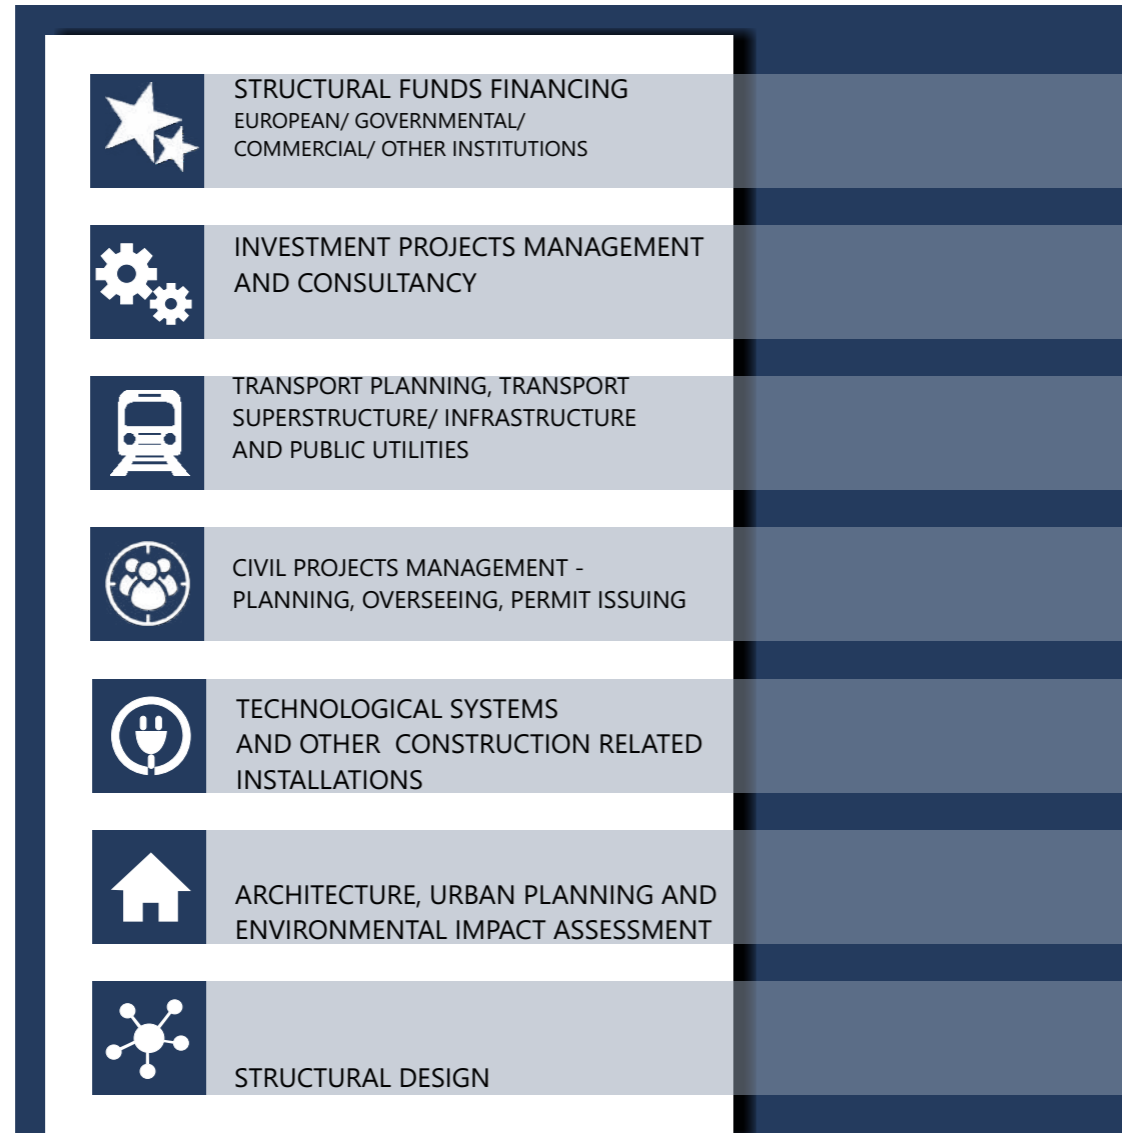 STRUCTURAL FUNDS FINANCING
EUROPEAN/ GOVERNMENTAL/
COMMERCIAL/ OTHER INSTITUTIONS
INVESTMENT PROJECTS MANAGEMENT
AND CONSULTANCY
TRANSPORT PLANNING, TRANSPORT
SUPERSTRUCTURE/ INFRASTRUCTURE
AND PUBLIC UTILITIES
CIVIL PROJECTS MANAGEMENT -
PLANNING, OVERSEEING, PERMIT ISSUING
TECHNOLOGICAL SYSTEMS
AND OTHER  CONSTRUCTION RELATED
INSTALLATIONS
ARCHITECTURE, URBAN PLANNING AND
ENVIRONMENTAL IMPACT ASSESSMENT
STRUCTURAL DESIGN